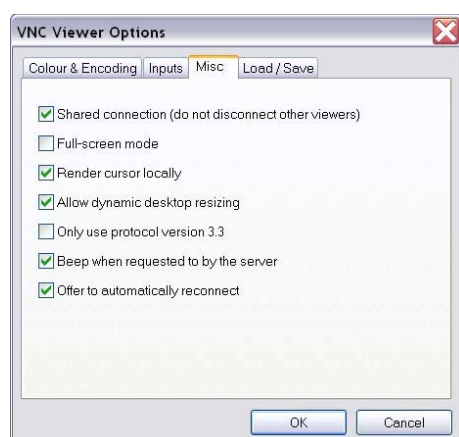 VNC Viewer Options
Colour & Encoding Inputs Misc Load / Save
Shared connection (do not disconnect other viewers)
Full-screen mode
Render cursor locally
Allow dynamic desktop resizing
Only use protocol version 3.3
Beep when requested to by the server
Offer to automatically reconnect
OK Cancel